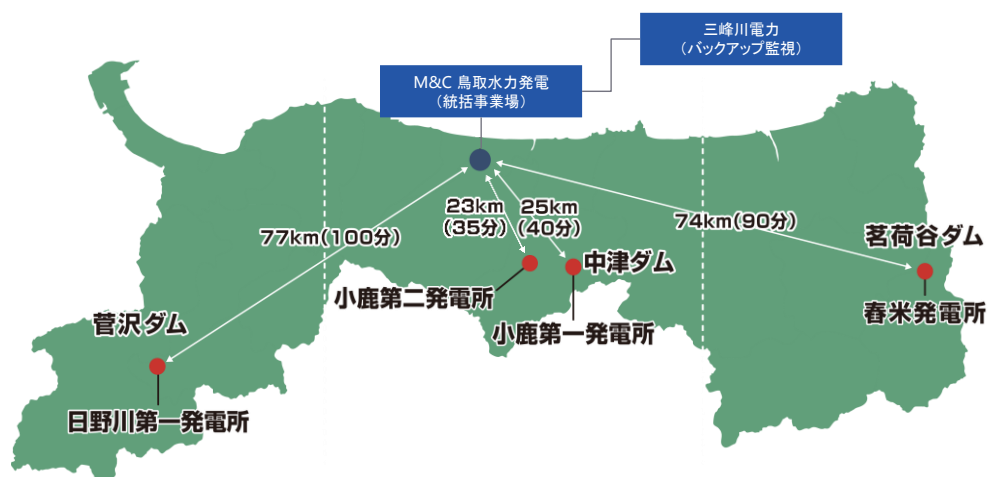 三峰川電力
（バックアップ監視）
M&C 鳥取水力発電
（統括事業場）
23km
(35分)
25km
(40分)
74km(90分)
77km(100分)
茗荷谷ダム
中津ダム
小鹿第二発電所
舂米発電所
菅沢ダム
小鹿第一発電所
日野川第一発電所